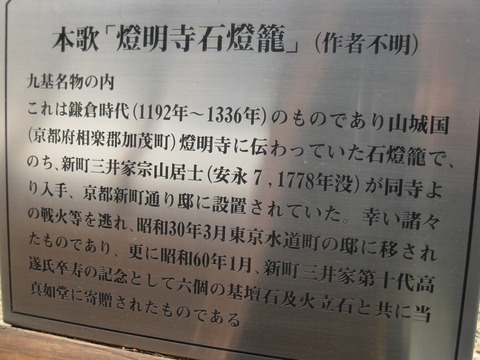 本歌「燈明寺石燈籠」(作者不明)
九基名物の内
これは鎌倉時代(1192年〜1336年)のものであり山城国
(京都府相楽郡加茂町)燈明寺に伝わっていた石燈籠で、
のち、新町三井家宗山居士(安永7,1778年没)が同寺よ
り入手、京都新町通り邸に設置されていた。幸い諸々
の戦火等を逃れ、昭和30年3月東京水道町の邸に移され
たものであり、更に昭和60年1月、新町三井家第十代高
遂氏卒寿の記念として六個の基壇石及火立石と共に当
真如堂に寄贈されたものである